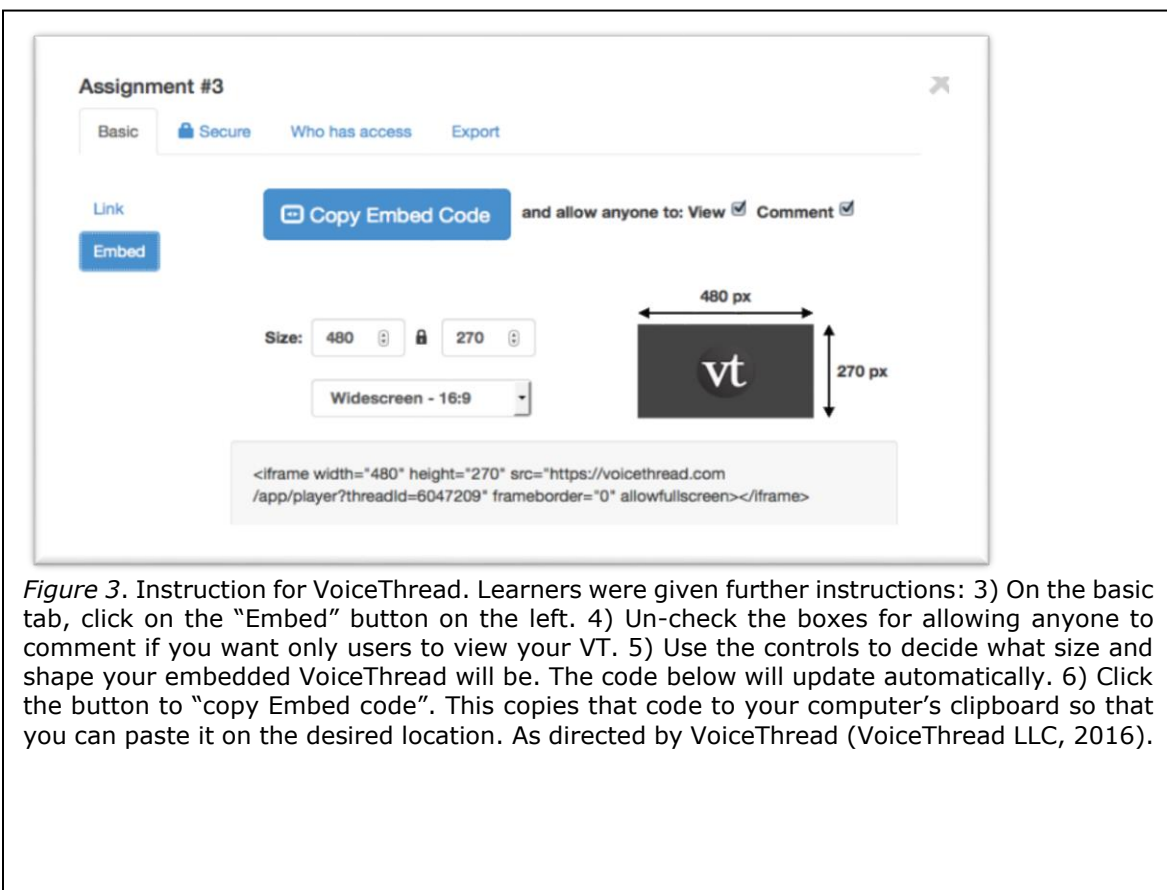 Assignment #3
Basic Secure Who has access Export
Link
Copy Embed Code and allow anyone to: View Comment
Embed
480 px
Size: 480 270
vt
270 px
Widescreen - 16:9
<iframe width="480" height="270" src="https://voicethread.com
/app/player?threadId=6047209" frameborder="0" allowfullscreen></iframe>
Figure 3. Instruction for VoiceThread. Learners were given further instructions: 3) On the basic
tab, click on the “Embed” button on the left. 4) Un-check the boxes for allowing anyone to
comment if you want only users to view your VT. 5) Use the controls to decide what size and
shape your embedded VoiceThread will be. The code below will update automatically. 6) Click
the button to “copy Embed code”. This copies that code to your computer’s clipboard so that
you can paste it on the desired location. As directed by VoiceThread (VoiceThread LLC, 2016).